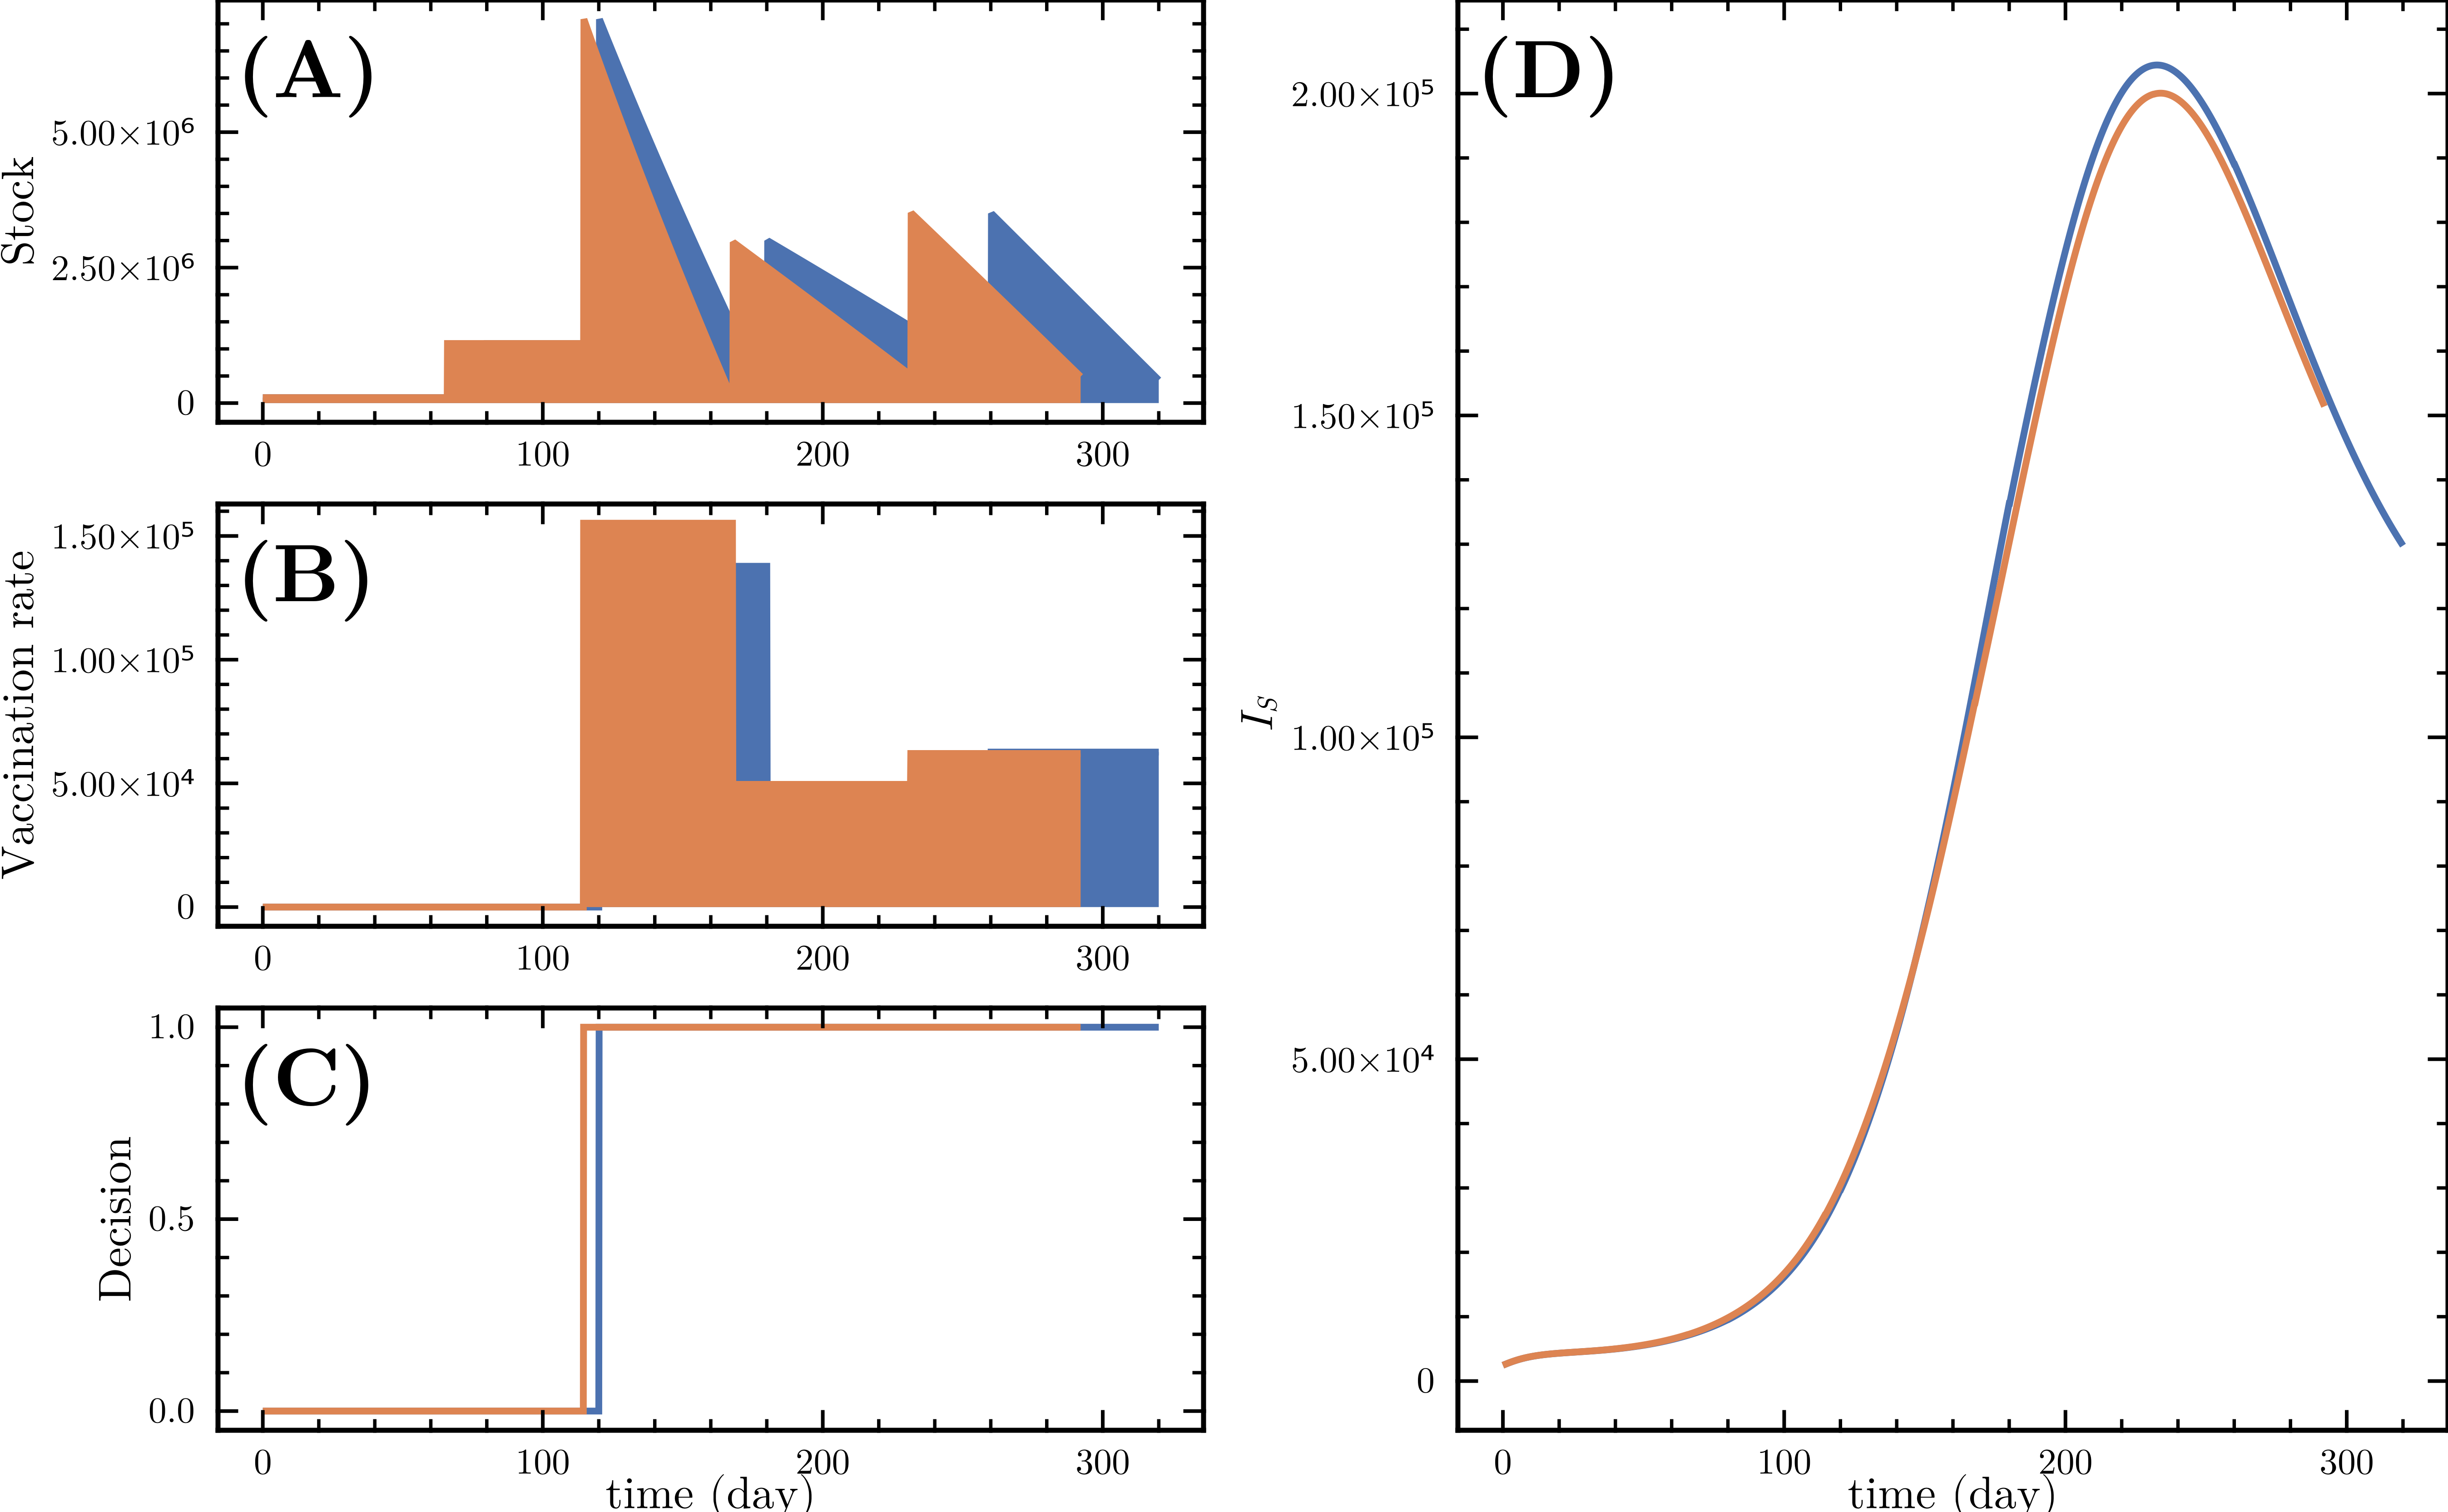 (A)
Stock
5.00×10⁶
2.50×10⁶
0
0 100 200 300
(B)
Vaccination rate
1.50×10⁵
1.00×10⁵
5.00×10⁴
0
0 100 200 300
(C)
Decision
1.0
0.5
0.0
0 100 200 300
time (day)
(D)
I_S
2.00×10⁵
1.50×10⁵
1.00×10⁵
5.00×10⁴
0
0 100 200 300
time (day)